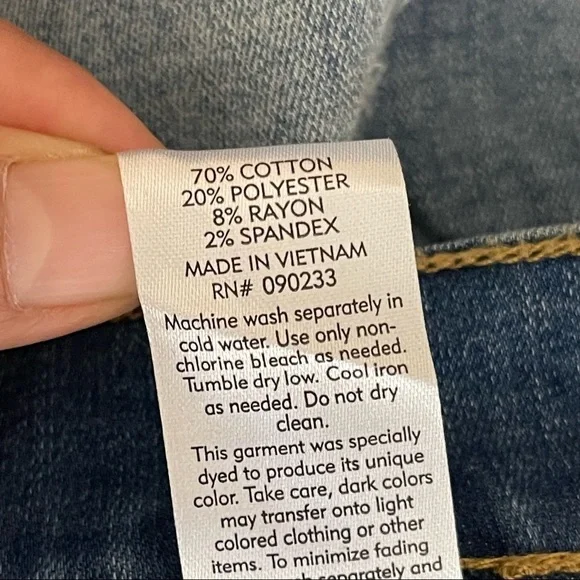 70% COTTON
20% POLYESTER
8% RAYON
2% SPANDEX
MADE IN VIETNAM
RN# 090233
Machine wash separately in
cold water. Use only non-
chlorine bleach as needed.
Tumble dry low. Cool iron
as needed. Do not dry
clean.
This garment was specially
dyed to produce its unique
color. Take care, dark colors
may transfer onto light
colored clothing or other
items. To minimize fading
separately and